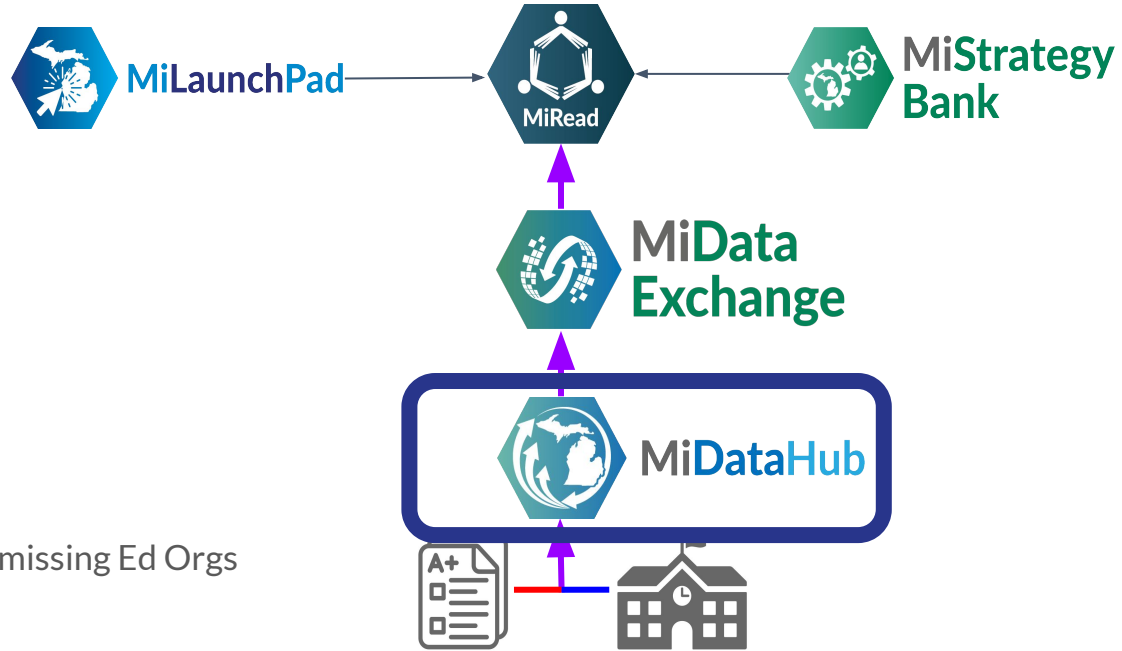 MiLaunchPad
MiRead
MiStrategy
Bank
MiData
Exchange
MiDataHub
missing Ed Orgs
A+